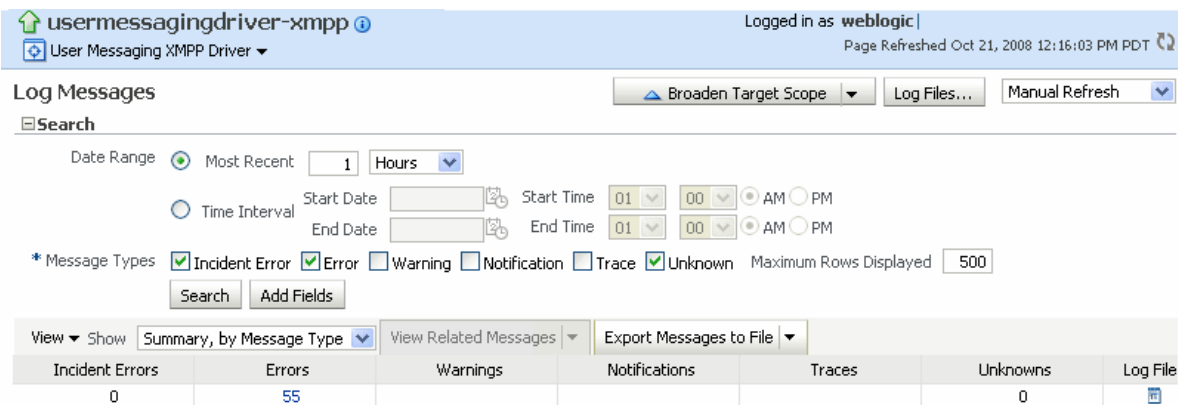 usermessagingdriver-xmpp
Logged in as weblogic|
User Messaging XMPP Driver
Page Refreshed Oct 21, 2008 12:16:03 PM PDT
Log Messages
Broaden Target Scope
Log Files...
Manual Refresh
Search
Date Range Most Recent 1 Hours
Time Interval Start Date Start Time 01 00 AM PM
End Date End Time 01 00 AM PM
* Message Types Incident Error Error Warning Notification Trace Unknown Maximum Rows Displayed 500
Search Add Fields
View Show Summary, by Message Type View Related Messages Export Messages to File
Incident Errors Errors Warnings Notifications Traces Unknowns Log File
0 55 0